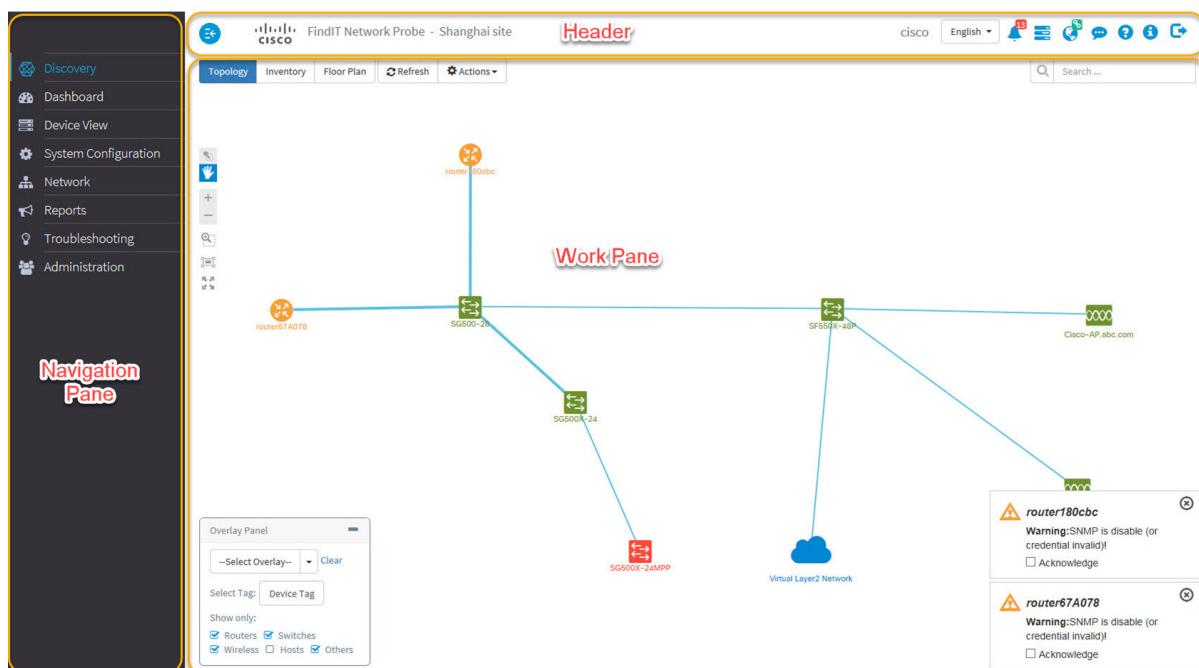 CISCO
FindIT Network Probe - Shanghai site
Header
cisco
English
13
Discovery
Dashboard
Device View
System Configuration
Network
Reports
Troubleshooting
Administration
Navigation
Pane
Topology
Inventory
Floor Plan
Refresh
Actions
Search ...
router180cbc
Work Pane
router67A078
SG500-28
SF550X-48P
Cisco-AP.abc.com
SG500X-24
SG500X-24MPP
Virtual Layer2 Network
Overlay Panel
--Select Overlay--
Clear
Select Tag:
Device Tag
Show only:
Routers
Switches
Wireless
Hosts
Others
router180cbc
Warning:SNMP is disable (or
credential invalid)!
Acknowledge
router67A078
Warning:SNMP is disable (or
credential invalid)!
Acknowledge